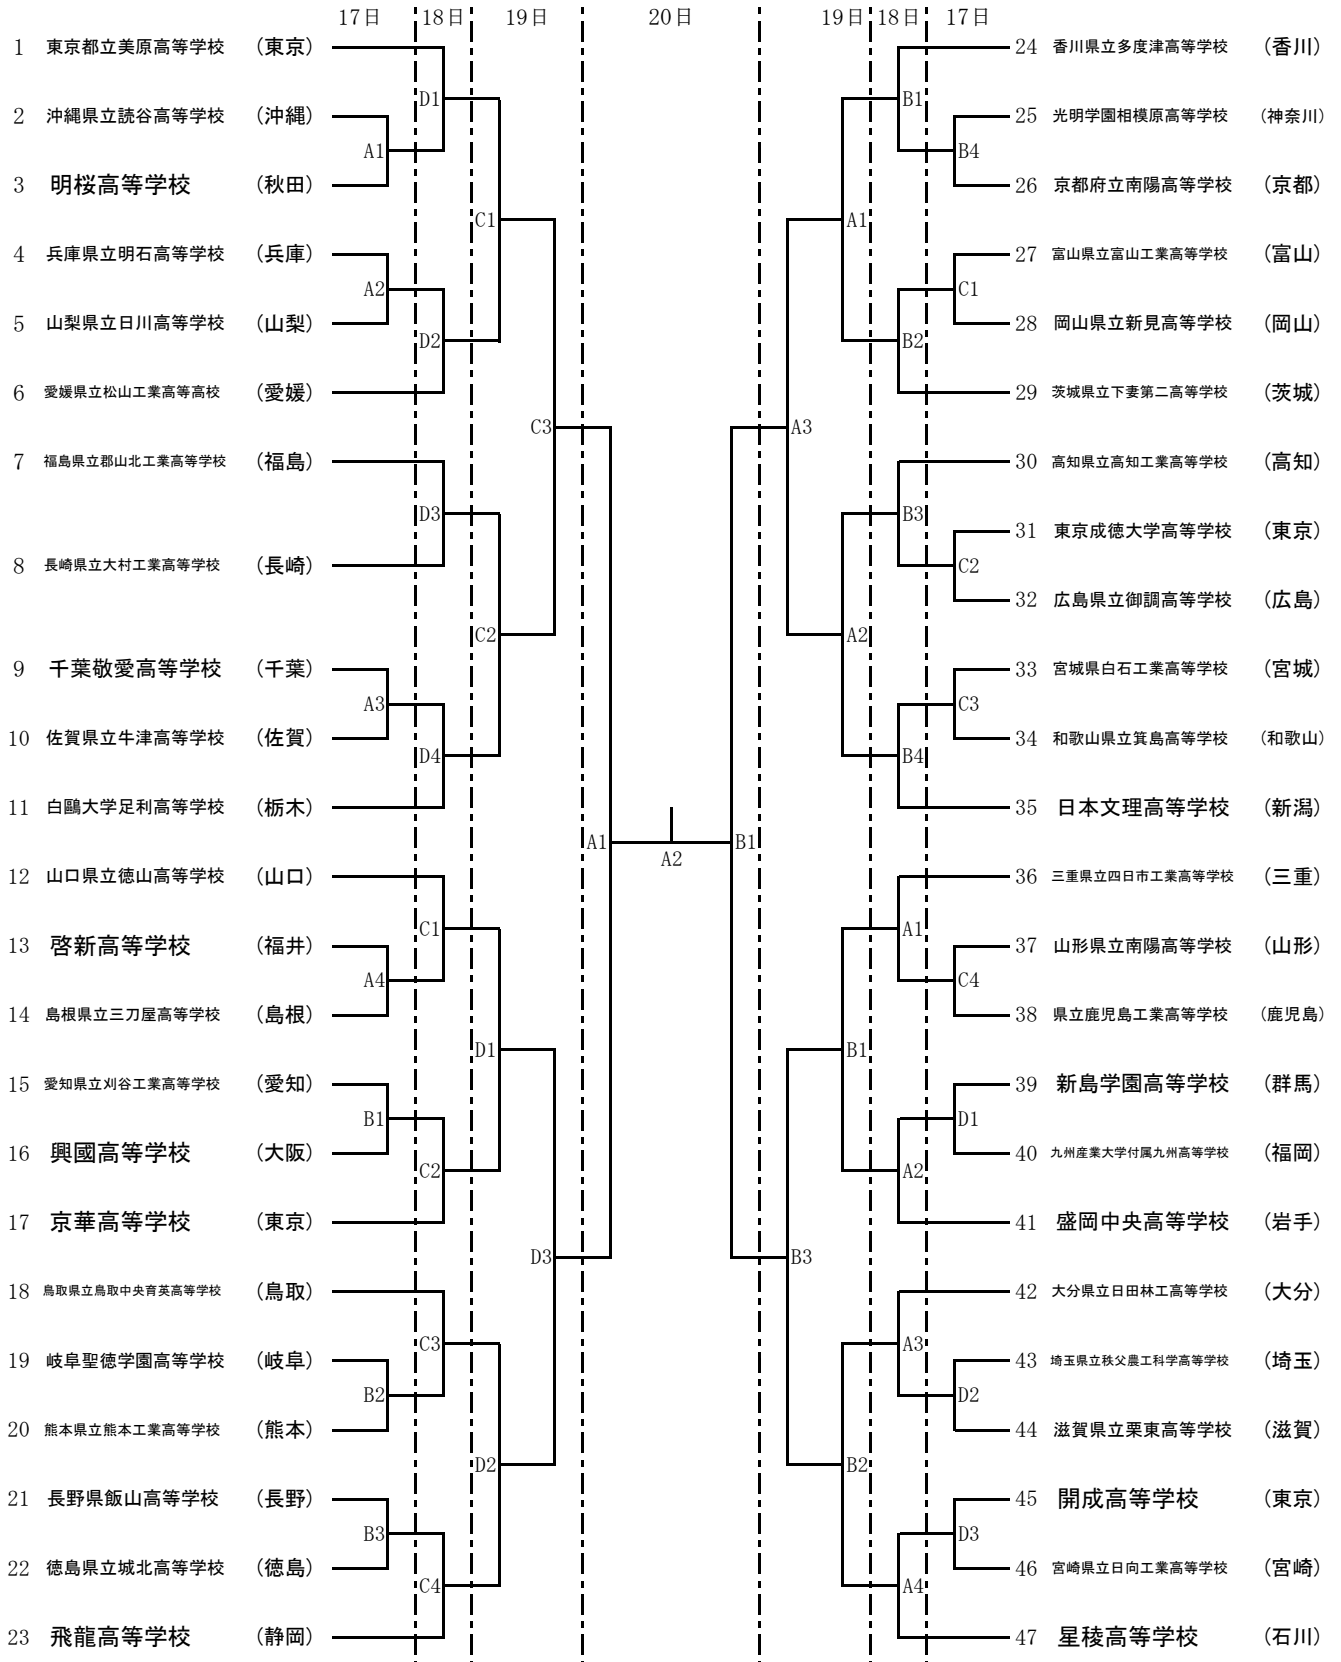 17日 18日 19日 20日 19日 18日 17日
1 東京都立美原高等学校 (東京)
2 沖縄県立読谷高等学校 (沖縄)
3 明桜高等学校 (秋田)
4 兵庫県立明石高等学校 (兵庫)
5 山梨県立日川高等学校 (山梨)
6 愛媛県立松山工業高等高校 (愛媛)
7 福島県立郡山北工業高等学校 (福島)
8 長崎県立大村工業高等学校 (長崎)
9 千葉敬愛高等学校 (千葉)
10 佐賀県立牛津高等学校 (佐賀)
11 白鷗大学足利高等学校 (栃木)
12 山口県立徳山高等学校 (山口)
13 啓新高等学校 (福井)
14 島根県立三刀屋高等学校 (島根)
15 愛知県立刈谷工業高等学校 (愛知)
16 興國高等学校 (大阪)
17 京華高等学校 (東京)
18 鳥取県立鳥取中央育英高等学校 (鳥取)
19 岐阜聖徳学園高等学校 (岐阜)
20 熊本県立熊本工業高等学校 (熊本)
21 長野県飯山高等学校 (長野)
22 徳島県立城北高等学校 (徳島)
23 飛龍高等学校 (静岡)
A1
A2
A3
A4
B1
B2
B3
D1
D2
D3
D4
C1
C2
C3
C4
C1
C2
D1
D2
C3
D3
A1
A2
B1
A3
B3
A1
A2
B1
B2
B1
B2
B3
B4
A1
A2
A3
A4
B4
C1
C2
C3
C4
D1
D2
D3
24 香川県立多度津高等学校 (香川)
25 光明学園相模原高等学校 (神奈川)
26 京都府立南陽高等学校 (京都)
27 富山県立富山工業高等学校 (富山)
28 岡山県立新見高等学校 (岡山)
29 茨城県立下妻第二高等学校 (茨城)
30 高知県立高知工業高等学校 (高知)
31 東京成徳大学高等学校 (東京)
32 広島県立御調高等学校 (広島)
33 宮城県白石工業高等学校 (宮城)
34 和歌山県立箕島高等学校 (和歌山)
35 日本文理高等学校 (新潟)
36 三重県立四日市工業高等学校 (三重)
37 山形県立南陽高等学校 (山形)
38 県立鹿児島工業高等学校 (鹿児島)
39 新島学園高等学校 (群馬)
40 九州産業大学付属九州高等学校 (福岡)
41 盛岡中央高等学校 (岩手)
42 大分県立日田林工高等学校 (大分)
43 埼玉県立秩父農工科学高等学校 (埼玉)
44 滋賀県立栗東高等学校 (滋賀)
45 開成高等学校 (東京)
46 宮崎県立日向工業高等学校 (宮崎)
47 星稜高等学校 (石川)